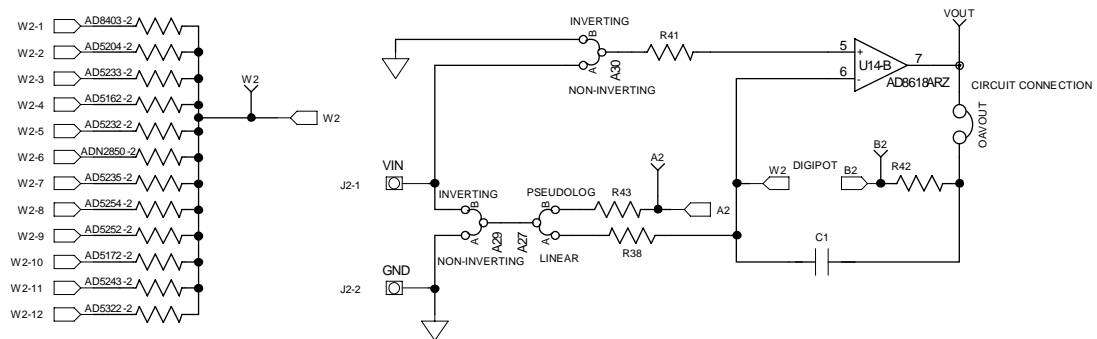 W2-1 AD8403-2
W2-2 AD5204-2
W2-3 AD5233-2
W2-4 AD5162-2
W2-5 AD5232-2
W2-6 ADN2850-2
W2-7 AD5235-2
W2-8 AD5254-2
W2-9 AD5252-2
W2-10 AD5172-2
W2-11 AD5243-2
W2-12 AD5322-2
W2
W2
INVERTING
B
A
A30
NON-INVERTING
R41
VOUT
5
+
6
-
U14-B
7
AD8618ARZ
CIRCUIT CONNECTION
OAVOUT
VIN
J2-1
INVERTING
B
A
A29
NON-INVERTING
GND
J2-2
PSEUDOLOG
B
A
A27
LINEAR
R43
A2
A2
R38
W2
DIGIPOT
B2
B2
R42
C1